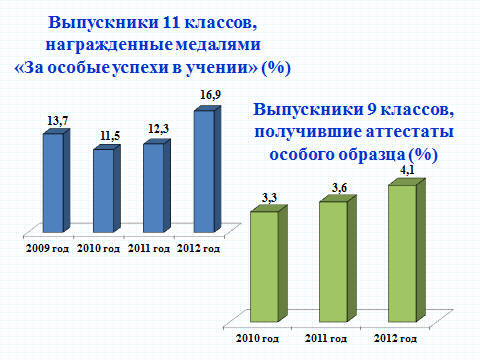 Выпускники 11 классов,
награжденные медалями
«За особые успехи в учении» (%)
13,7
11,5
12,3
16,9
2009 год 2010 год 2011 год 2012 год
Выпускники 9 классов,
получившие аттестаты
особого образца (%)
3,3
3,6
4,1
2010 год 2011 год 2012 год